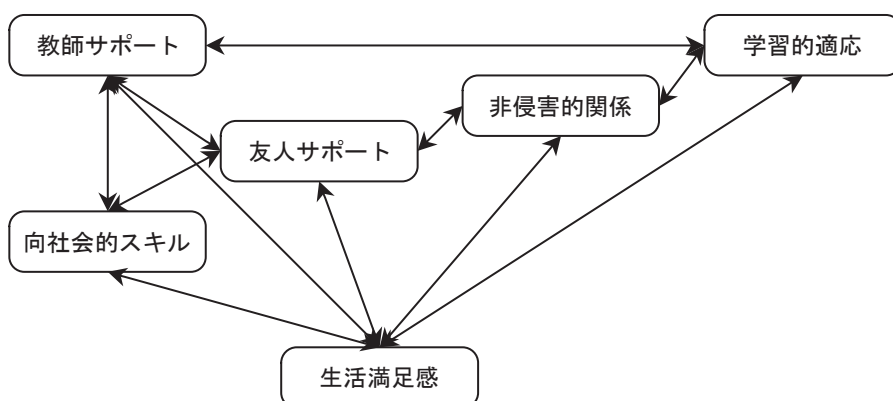 教師サポート
学習的適応
非侵害的関係
友人サポート
向社会的スキル
生活満足感